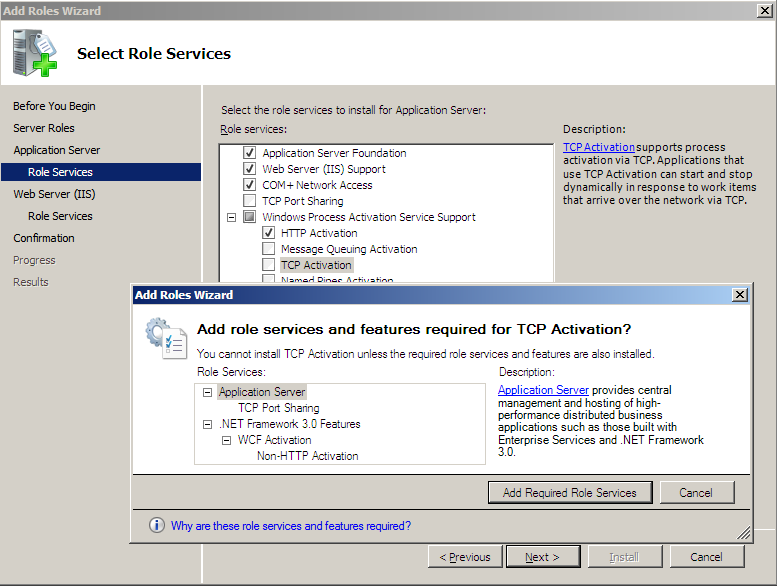 Add Roles Wizard
Select Role Services
Before You Begin
Server Roles
Application Server
Role Services
Web Server (IIS)
Role Services
Confirmation
Progress
Results
Select the role services to install for Application Server:
Role services:
Application Server Foundation
Web Server (IIS) Support
COM+ Network Access
TCP Port Sharing
Windows Process Activation Service Support
HTTP Activation
Message Queuing Activation
TCP Activation
Named Pipes Activation
Description:
TCP Activation supports process
activation via TCP. Applications that
use TCP Activation can start and stop
dynamically in response to work items
that arrive over the network via TCP.
Add Roles Wizard
Add role services and features required for TCP Activation?
You cannot install TCP Activation unless the required role services and features are also installed.
Role Services:
Application Server
TCP Port Sharing
.NET Framework 3.0 Features
WCF Activation
Non-HTTP Activation
Description:
Application Server provides central
management and hosting of high-
performance distributed business
applications such as those built with
Enterprise Services and .NET Framework
3.0.
Add Required Role Services
Cancel
Why are these role services and features required?
< Previous
Next >
Install
Cancel